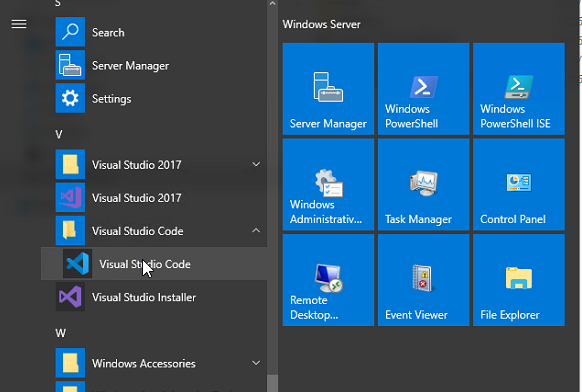 S
Search
Server Manager
Settings
V
Visual Studio 2017
Visual Studio 2017
Visual Studio Code
Visual Studio Code
Visual Studio Installer
W
Windows Accessories
Windows Server
Server Manager
Windows
PowerShell
Windows
PowerShell ISE
Windows
Administrativ...
Task Manager
Control Panel
Remote
Desktop...
Event Viewer
File Explorer